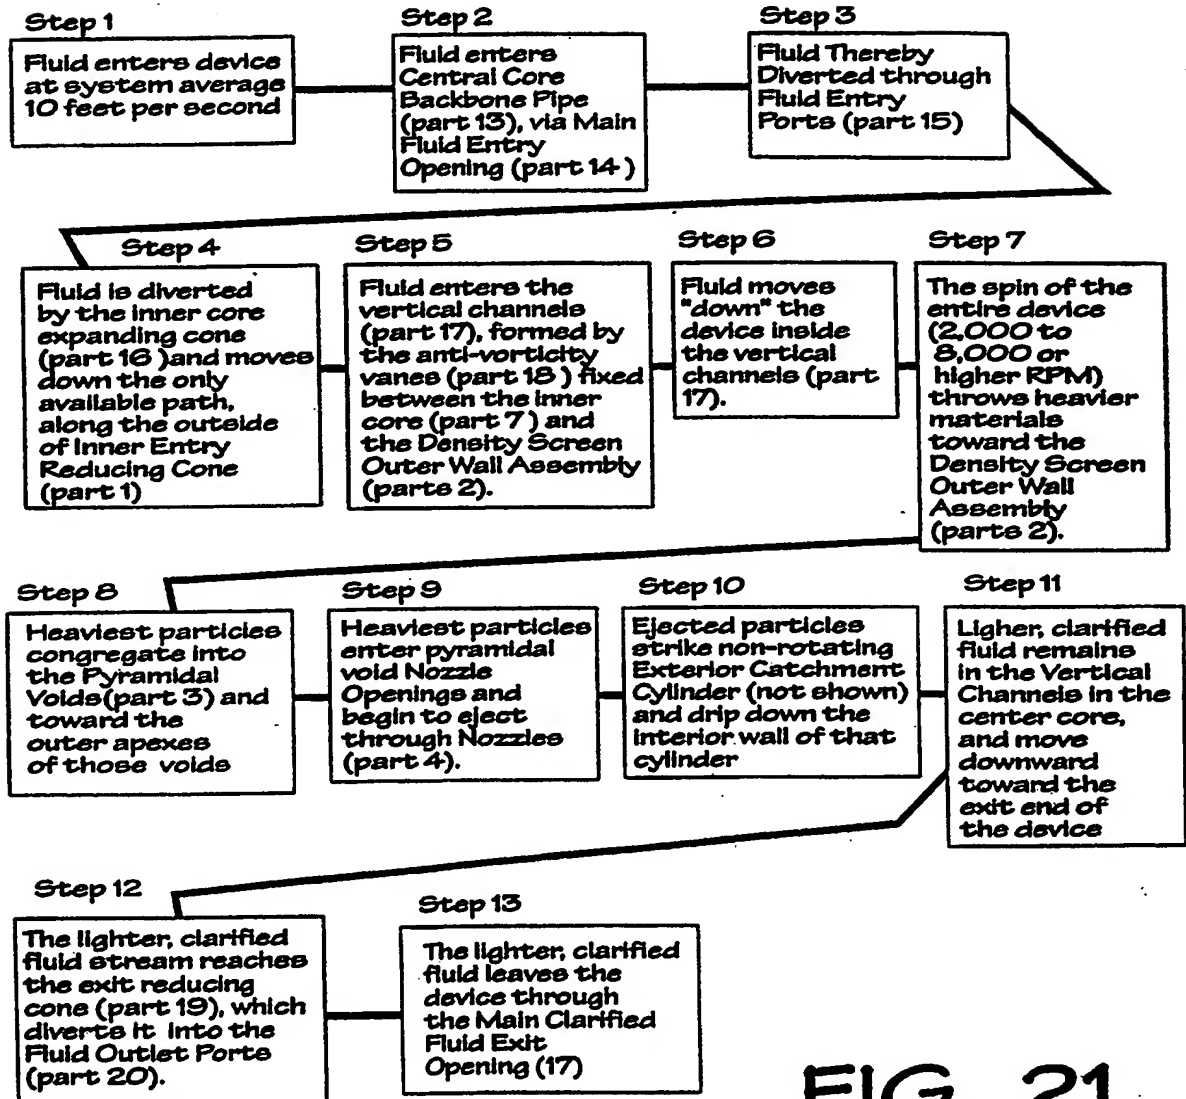 Step 1
Fluid enters device
at system average
10 feet per second
Step 2
Fluid enters
Central Core
Backbone Pipe
(part 13), via Main
Fluid Entry
Opening (part 14 )
Step 3
Fluid Thereby
Diverted through
Fluid Entry
Ports (part 15)
Step 4
Fluid is diverted
by the inner core
expanding cone
(part 16 )and moves
down the only
available path,
along the outside
of Inner Entry
Reducing Cone
(part 1)
Step 5
Fluid enters the
vertical channels
(part 17), formed by
the anti-vorticity
vanes (part 18 ) fixed
between the inner
core (part 7 ) and
the Density Screen
Outer Wall Assembly
(parts 2).
Step 6
Fluid moves
"down" the
device inside
the vertical
channels (part
17).
Step 7
The spin of the
entire device
(2,000 to
8,000 or
higher RPM)
throws heavier
materials
toward the
Density Screen
Outer Wall
Assembly
(parts 2).
Step 8
Heaviest particles
congregate into
the Pyramidal
Voids(part 3) and
toward the
outer apexes
of those voids
Step 9
Heaviest particles
enter pyramidal
void Nozzle
Openings and
begin to eject
through Nozzles
(part 4).
Step 10
Ejected particles
strike non-rotating
Exterior Catchment
Cylinder (not shown)
and drip down the
interior wall of that
cylinder
Step 11
Ligher, clarified
fluid remains
in the Vertical
Channels in the
center core,
and move
downward
toward the
exit end of
the device
Step 12
The lighter, clarified
fluid stream reaches
the exit reducing
cone (part 19), which
diverts it into the
Fluid Outlet Ports
(part 20).
Step 13
The lighter, clarified
fluid leaves the
device through
the Main Clarified
Fluid Exit
Opening (17)
FIG. 21